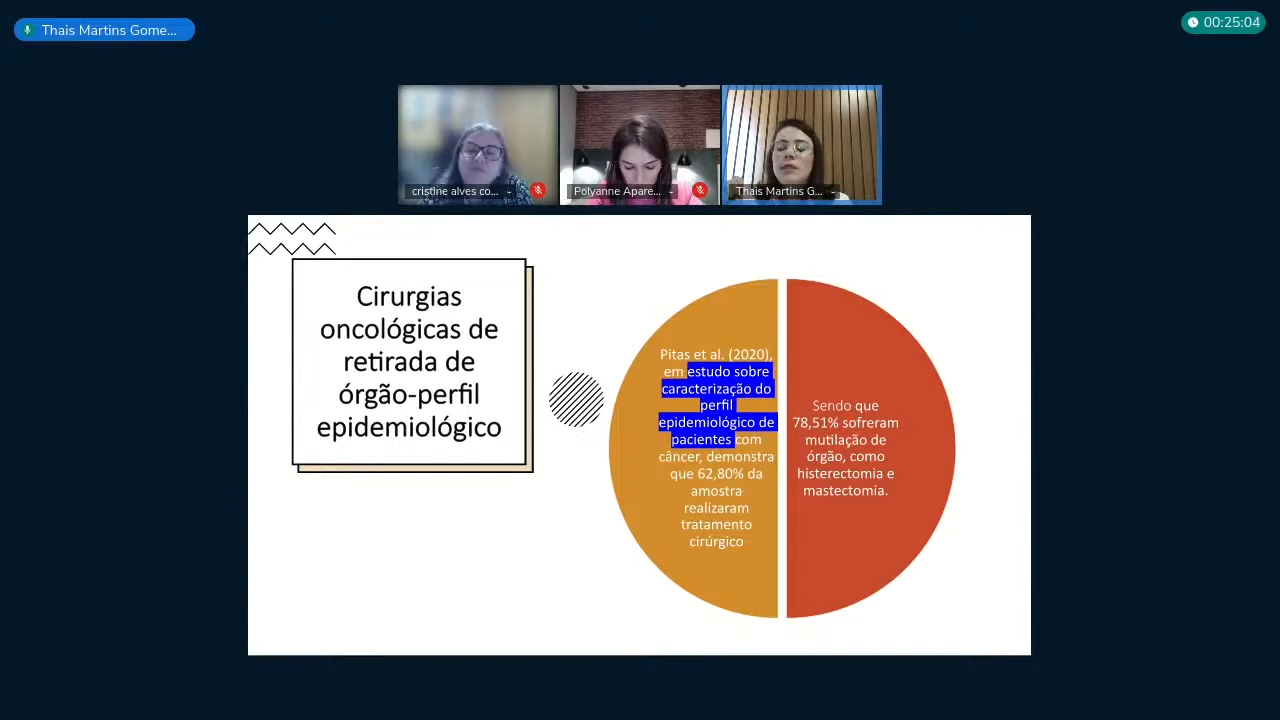 Thais Martins Gome...
00:25:04
cristine alves co...
Polyanne Apare...
Thais Martins G...
Cirurgias
oncológicas de
retirada de
órgão-perfil
epidemiológico
Pitas et al. (2020),
em estudo sobre
caracterização do
perfil
epidemiológico de
pacientes com
câncer, demonstra
que 62,80% da
amostra
realizaram
tratamento
cirúrgico
Sendo que
78,51% sofreram
mutilação de
órgão, como
histerectomia e
mastectomia.